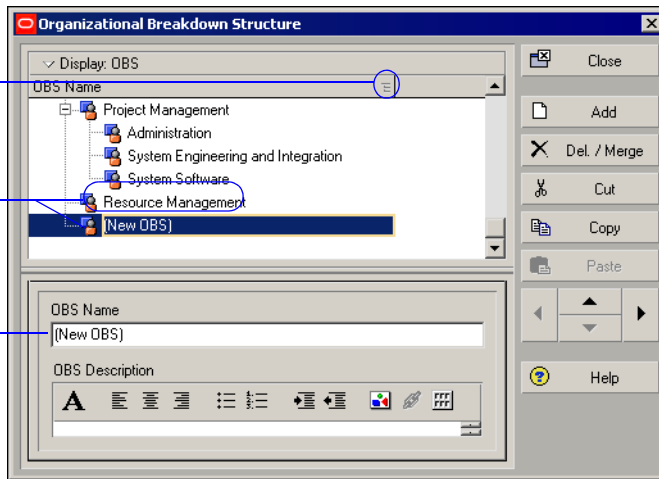 Organizational Breakdown Structure
Display: OBS
OBS Name
Project Management
Administration
System Engineering and Integration
System Software
Resource Management
(New OBS)
OBS Name
(New OBS)
OBS Description
A
Close
Add
Del. / Merge
Cut
Copy
Paste
Help